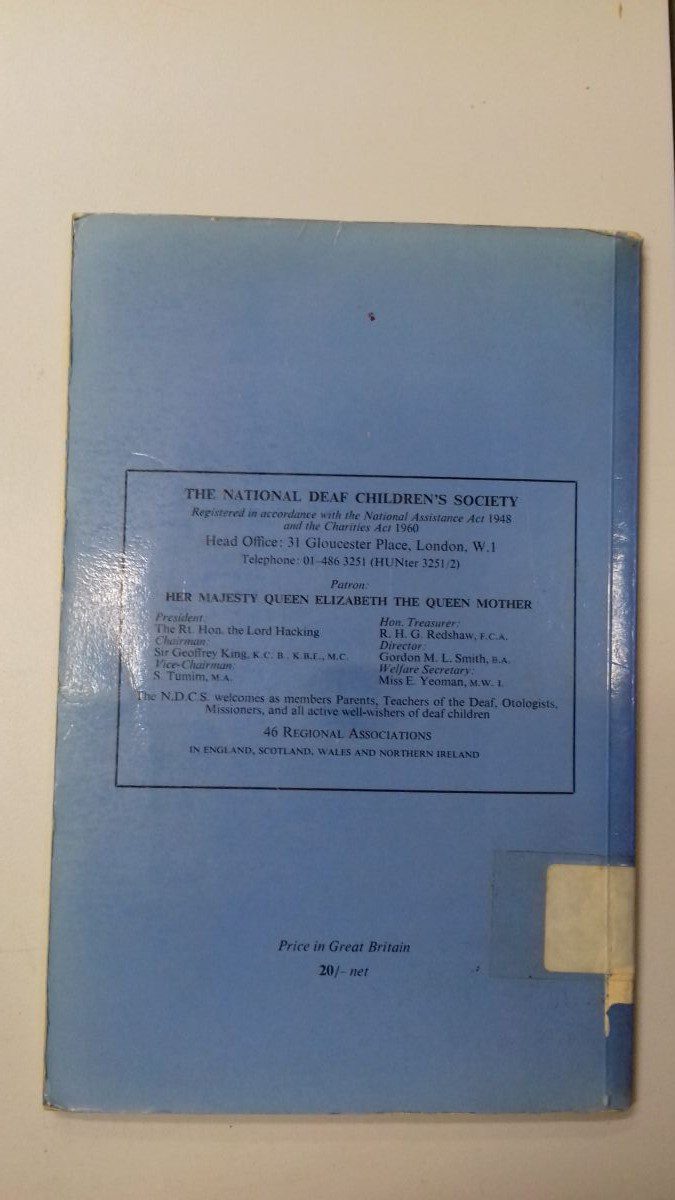 THE NATIONAL DEAF CHILDREN'S SOCIETY
Registered in accordance with the National Assistance Act 1948
and the Charities Act 1960
Head Office: 31 Gloucester Place, London, W.1
Telephone: 01-486 3251 (HUNter 3251/2)
Patron:
HER MAJESTY QUEEN ELIZABETH THE QUEEN MOTHER
President:
The Rt. Hon. the Lord Hacking
Chairman:
Sir Geoffrey King, K.C.B., K.B.E., M.C.
Vice-Chairman:
S. Tumim, M.A.
Hon. Treasurer:
R. H. G. Redshaw, F.C.A.
Director:
Gordon M. L. Smith, B.A.
Welfare Secretary:
Miss E. Yeoman, M.W.I.
The N.D.C.S. welcomes as members Parents, Teachers of the Deaf, Otologists,
Missioners, and all active well-wishers of deaf children
46 REGIONAL ASSOCIATIONS
IN ENGLAND, SCOTLAND, WALES AND NORTHERN IRELAND
Price in Great Britain
20/- net